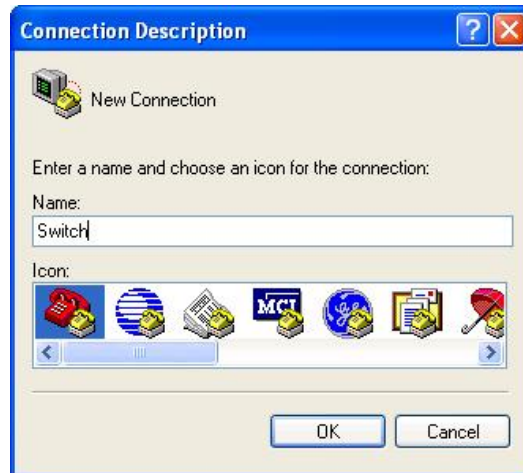 Connection Description
New Connection
Enter a name and choose an icon for the connection:
Name:
Switch
Icon:
MCI
OK
Cancel